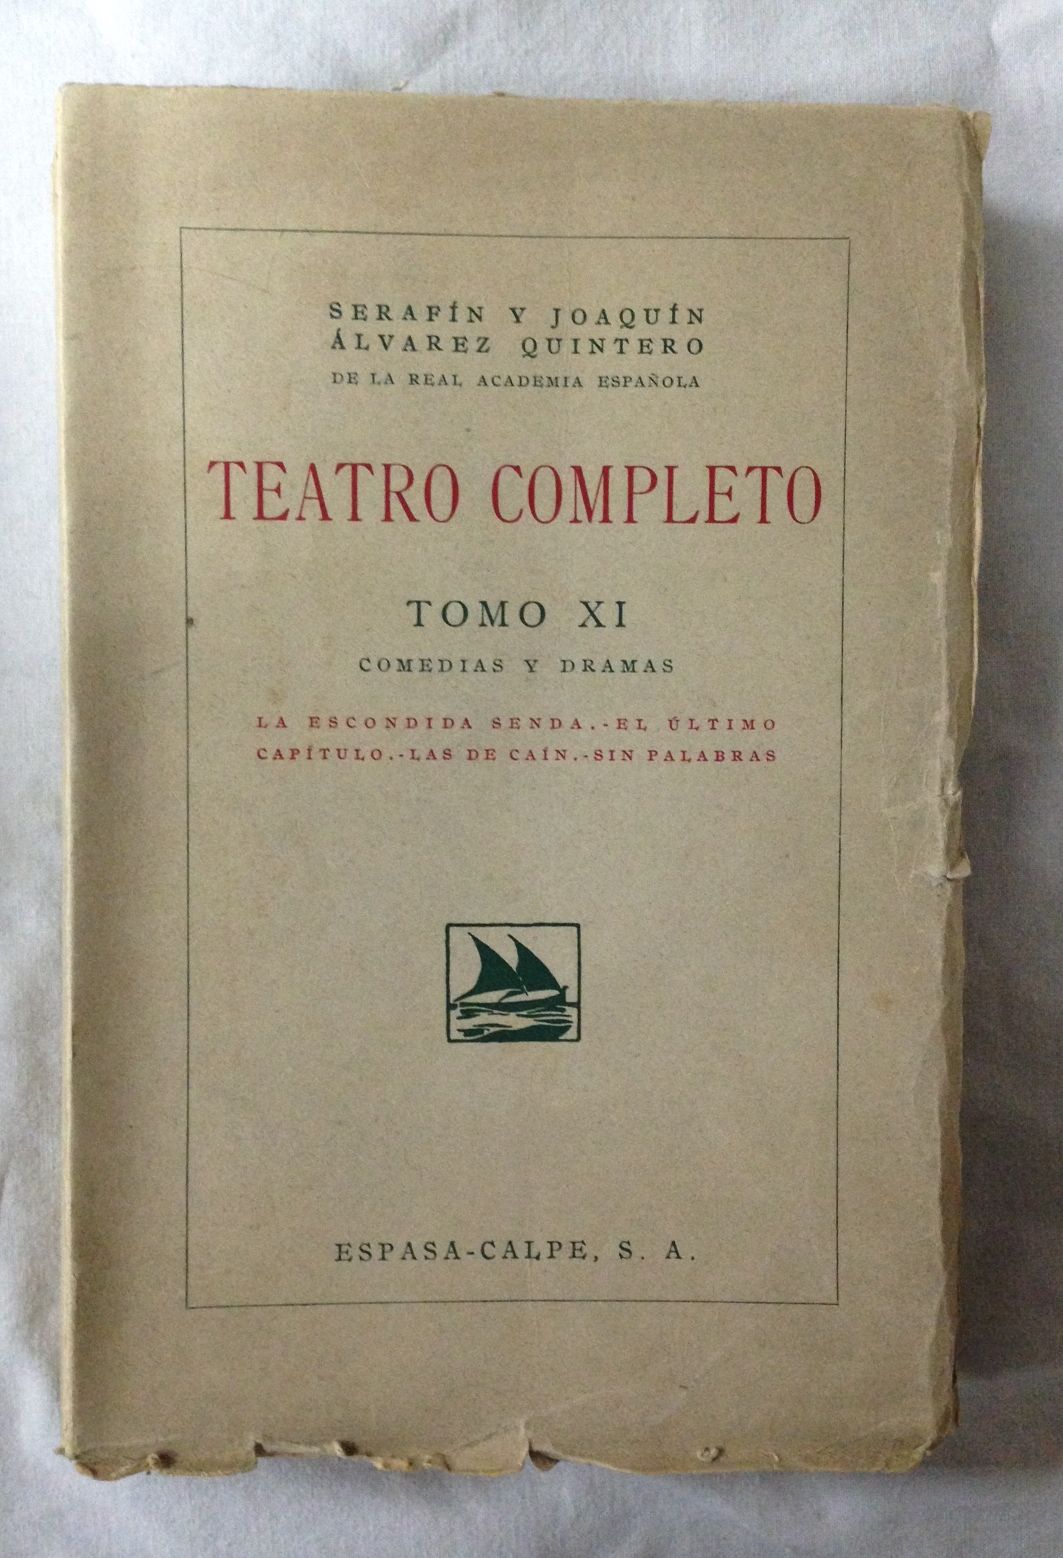 SERAFÍN Y JOAQUÍN
ÁLVAREZ QUINTERO
DE LA REAL ACADEMIA ESPAÑOLA
TEATRO COMPLETO
TOMO XI
COMEDIAS Y DRAMAS
LA ESCONDIDA SENDA.-EL ÚLTIMO
CAPÍTULO.-LAS DE CAÍN.-SIN PALABRAS
ESPASA-CALPE, S. A.